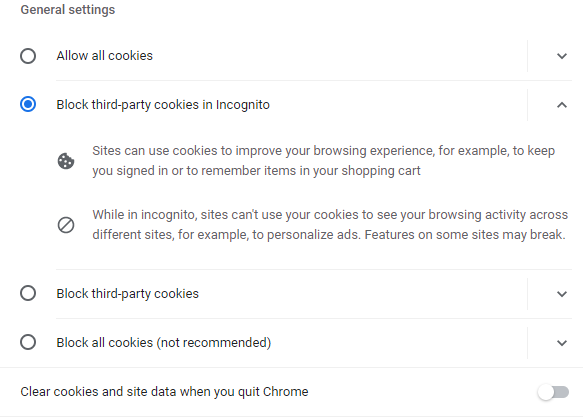 General settings
Allow all cookies
Block third-party cookies in Incognito
Sites can use cookies to improve your browsing experience, for example, to keep
you signed in or to remember items in your shopping cart
While in incognito, sites can't use your cookies to see your browsing activity across
different sites, for example, to personalize ads. Features on some sites may break.
Block third-party cookies
Block all cookies (not recommended)
Clear cookies and site data when you quit Chrome